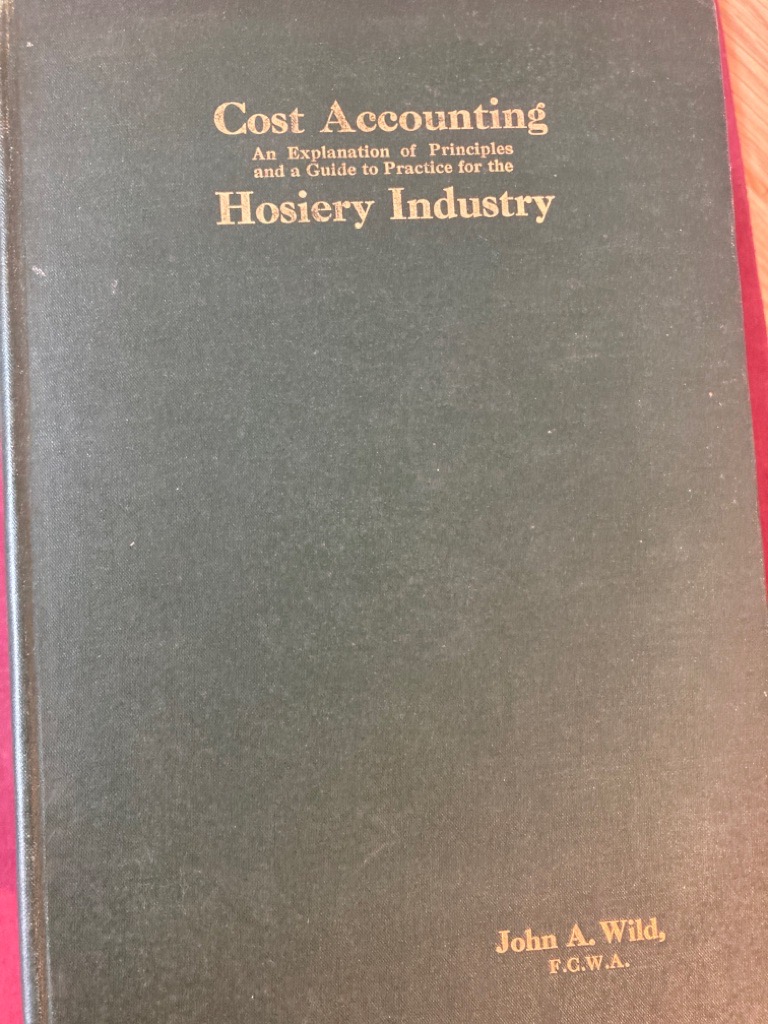 Cost Accounting
An Explanation of Principles
and a Guide to Practice for the
Hosiery Industry
John A. Wild,
F.C.W.A.